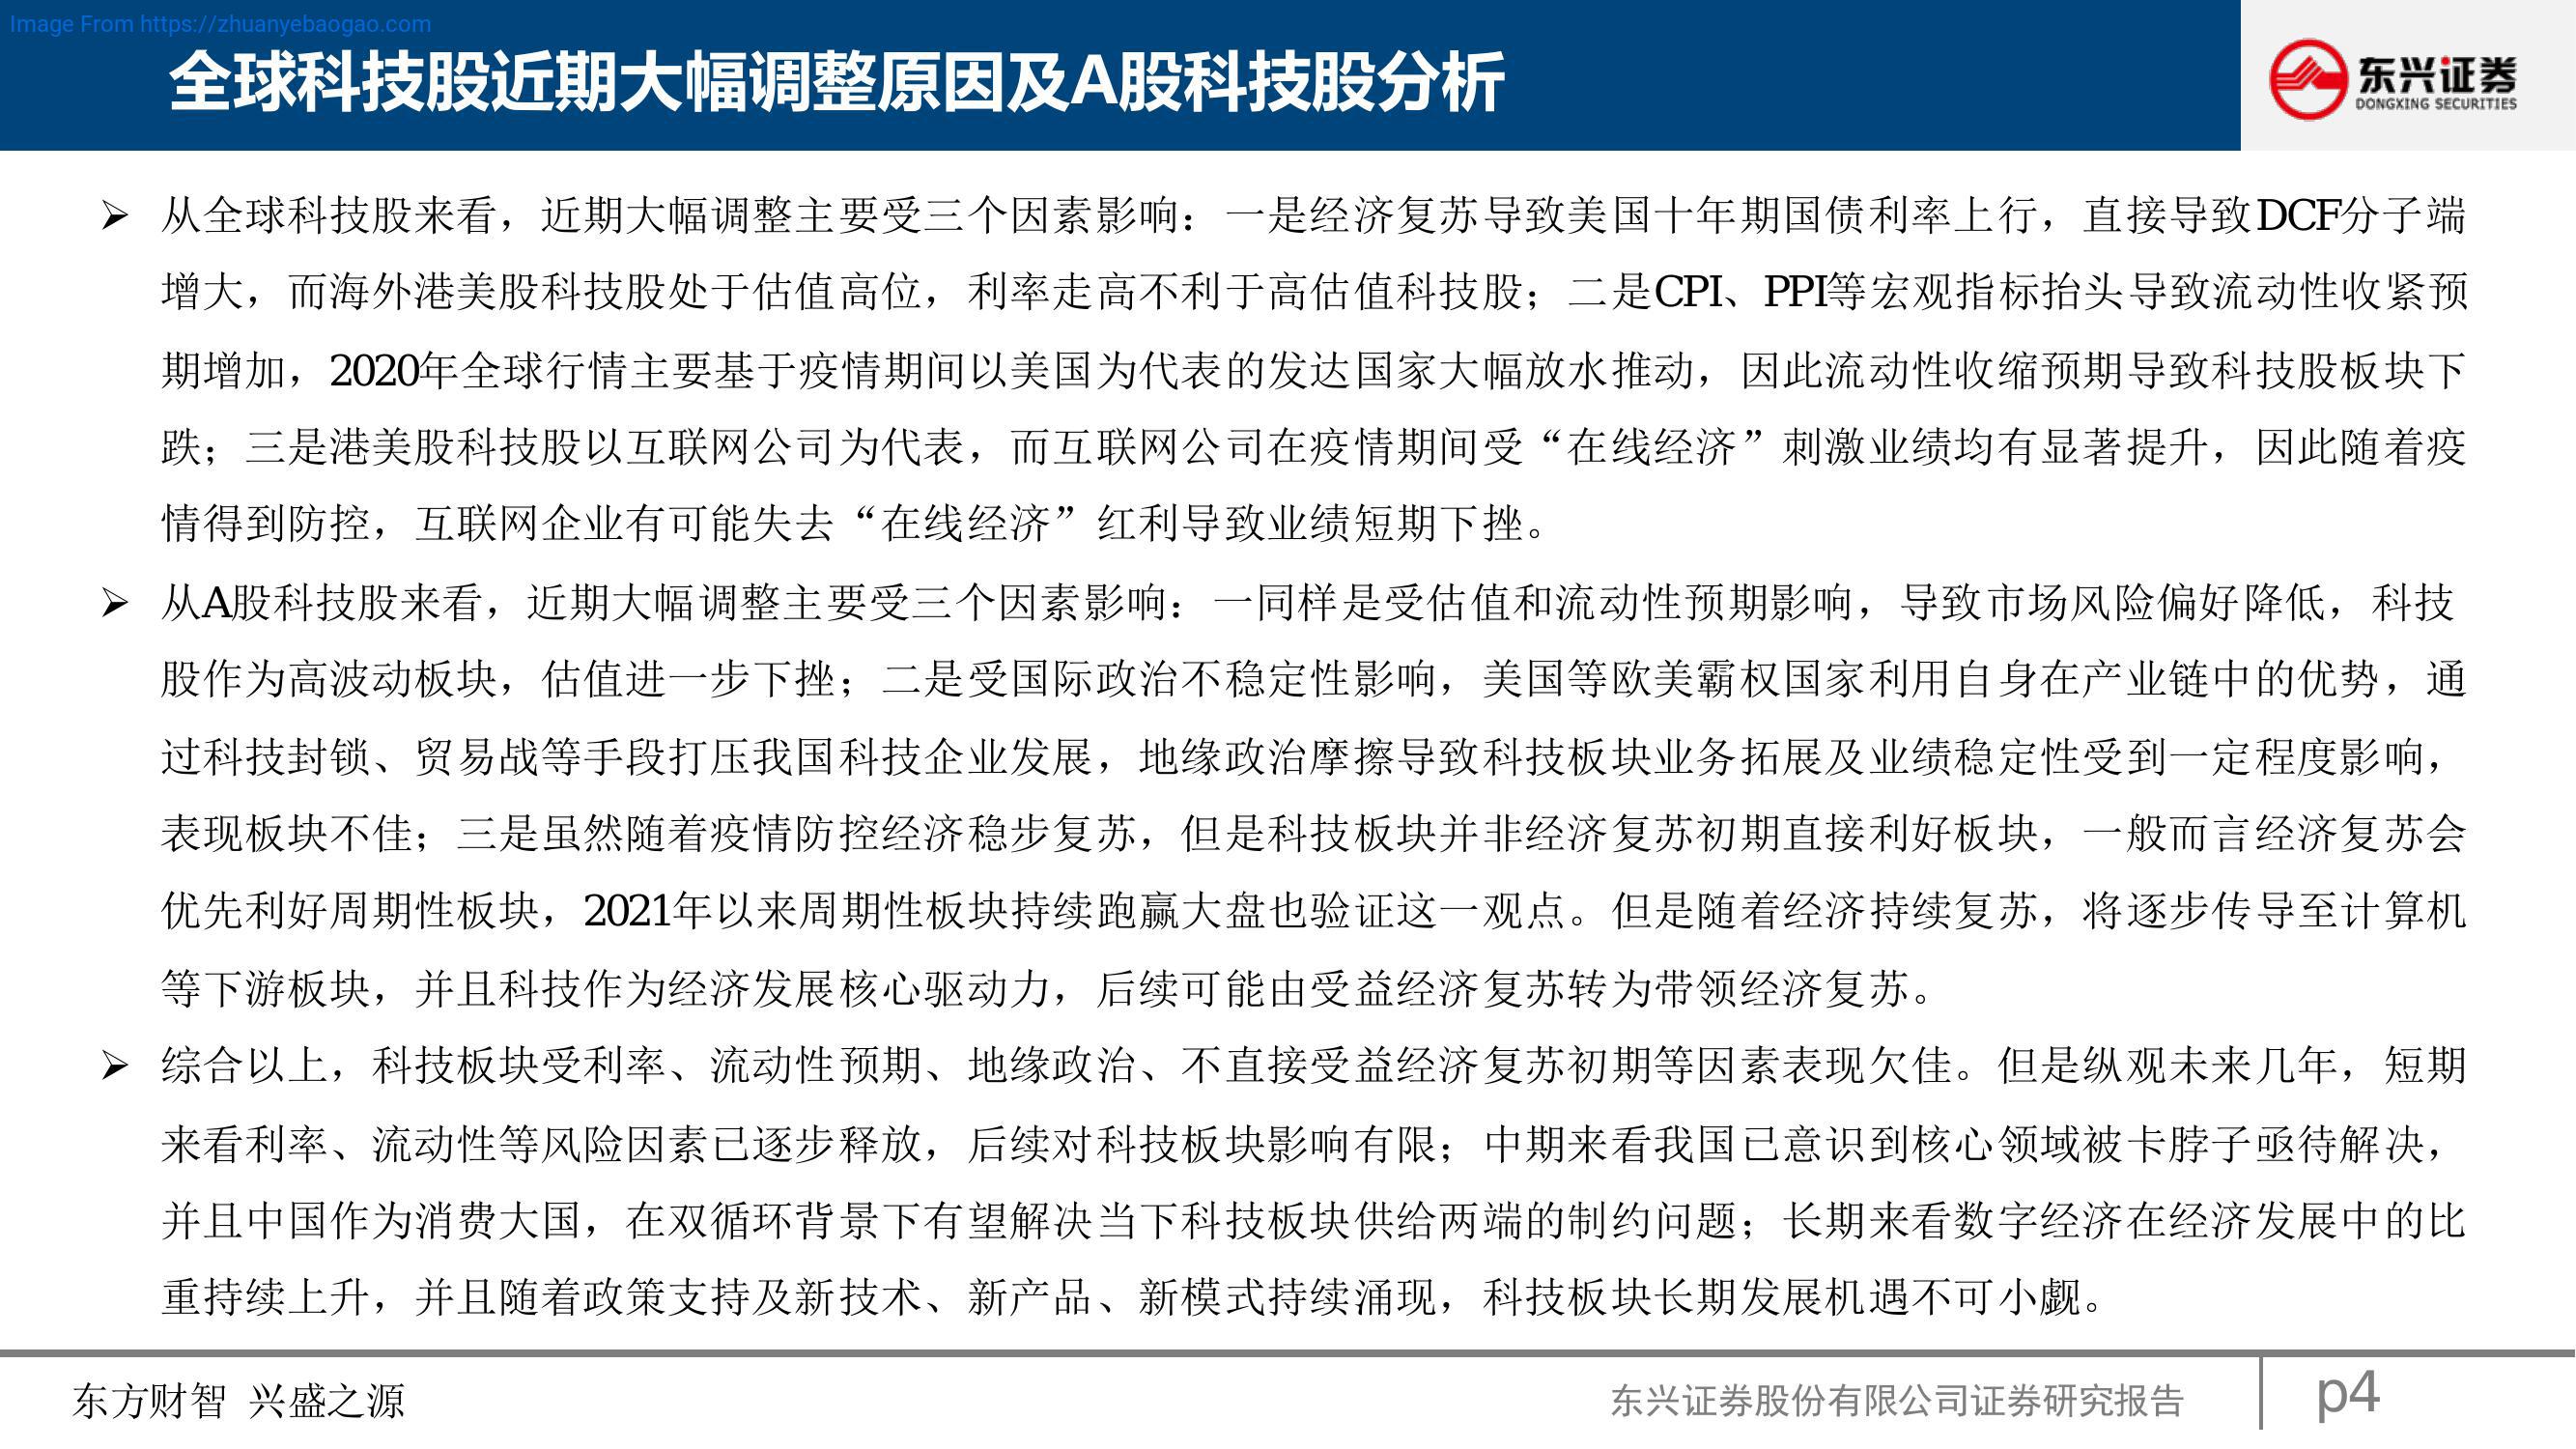 Image From https://zhuanyebaogao.com
全球科技股近期大幅调整原因及A股科技股分析
东兴证券
DONGXING SECURITIES
➢ 从全球科技股来看，近期大幅调整主要受三个因素影响：一是经济复苏导致美国十年期国债利率上行，直接导致DCF分子端
增大，而海外港美股科技股处于估值高位，利率走高不利于高估值科技股；二是CPI、PPI等宏观指标抬头导致流动性收紧预
期增加，2020年全球行情主要基于疫情期间以美国为代表的发达国家大幅放水推动，因此流动性收缩预期导致科技股板块下
跌；三是港美股科技股以互联网公司为代表，而互联网公司在疫情期间受“在线经济”刺激业绩均有显著提升，因此随着疫
情得到防控，互联网企业有可能失去“在线经济”红利导致业绩短期下挫。
➢ 从A股科技股来看，近期大幅调整主要受三个因素影响：一同样是受估值和流动性预期影响，导致市场风险偏好降低，科技
股作为高波动板块，估值进一步下挫；二是受国际政治不稳定性影响，美国等欧美霸权国家利用自身在产业链中的优势，通
过科技封锁、贸易战等手段打压我国科技企业发展，地缘政治摩擦导致科技板块业务拓展及业绩稳定性受到一定程度影响，
表现板块不佳；三是虽然随着疫情防控经济稳步复苏，但是科技板块并非经济复苏初期直接利好板块，一般而言经济复苏会
优先利好周期性板块，2021年以来周期性板块持续跑赢大盘也验证这一观点。但是随着经济持续复苏，将逐步传导至计算机
等下游板块，并且科技作为经济发展核心驱动力，后续可能由受益经济复苏转为带领经济复苏。
➢ 综合以上，科技板块受利率、流动性预期、地缘政治、不直接受益经济复苏初期等因素表现欠佳。但是纵观未来几年，短期
来看利率、流动性等风险因素已逐步释放，后续对科技板块影响有限；中期来看我国已意识到核心领域被卡脖子亟待解决，
并且中国作为消费大国，在双循环背景下有望解决当下科技板块供给两端的制约问题；长期来看数字经济在经济发展中的比
重持续上升，并且随着政策支持及新技术、新产品、新模式持续涌现，科技板块长期发展机遇不可小觑。
东方财智 兴盛之源
东兴证券股份有限公司证券研究报告
p4